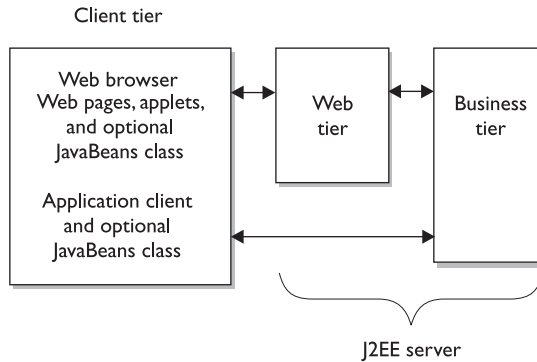 Client tier
Web browser
Web pages, applets,
and optional
JavaBeans class
Application client
and optional
JavaBeans class
Web
tier
Business
tier
J2EE server